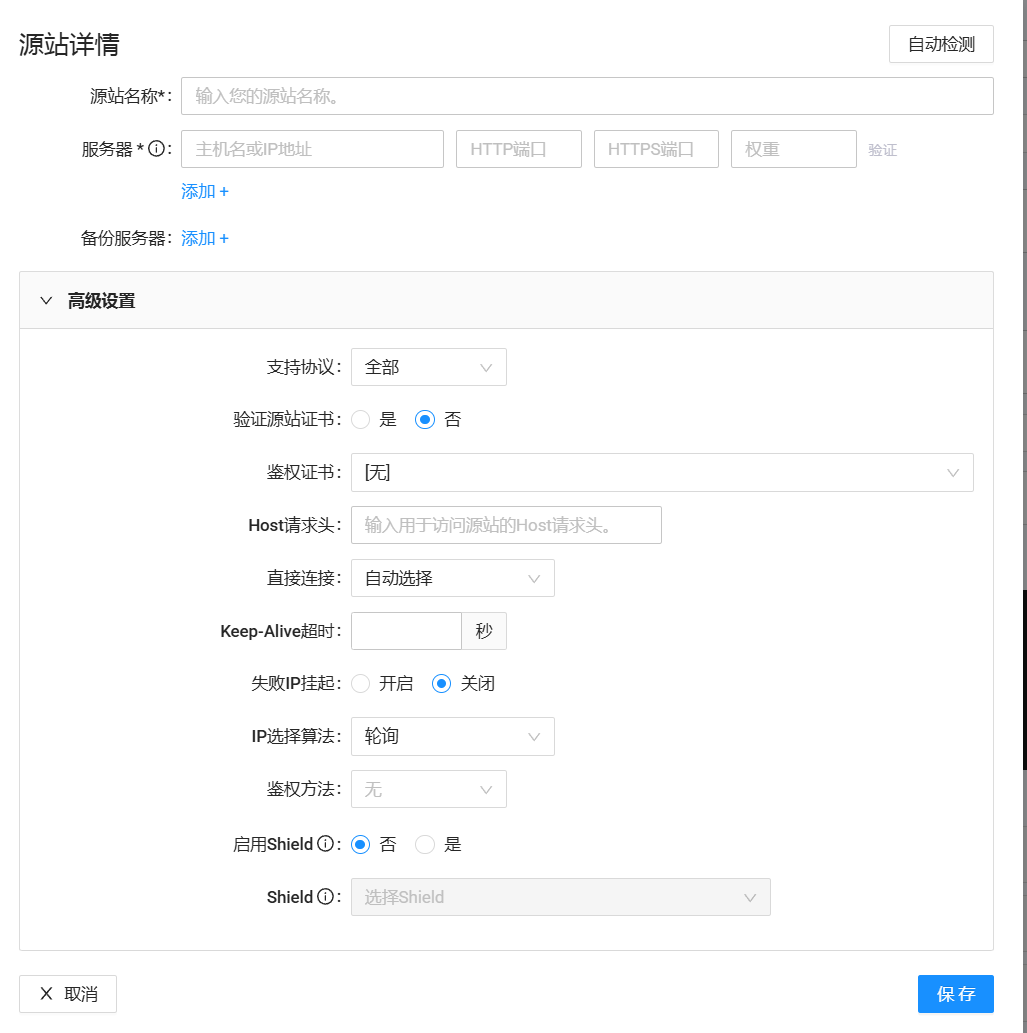 源站详情
自动检测
源站名称*: 输入您的源站名称。
服务器 * : 主机名或IP地址 HTTP端口 HTTPS端口 权重 验证
添加 +
备份服务器: 添加 +
高级设置
支持协议: 全部
验证源站证书: 是 否
鉴权证书: [无]
Host请求头: 输入用于访问源站的Host请求头。
直接连接: 自动选择
Keep-Alive超时: 秒
失败IP挂起: 开启 关闭
IP选择算法: 轮询
鉴权方法: 无
启用Shield : 否 是
Shield : 选择Shield
取消
保存